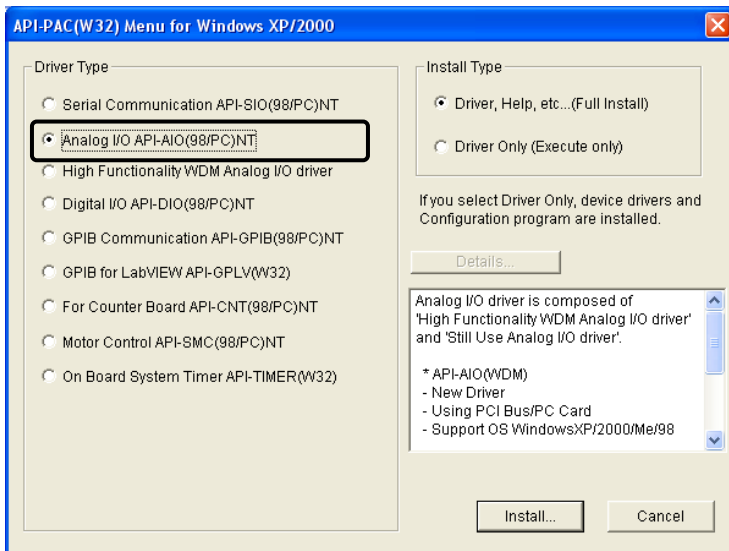 API-PAC(W32) Menu for Windows XP/2000
Driver Type
Serial Communication API-SIO(98/PC)NT
Analog I/O API-AIO(98/PC)NT
High Functionality WDM Analog I/O driver
Digital I/O API-DIO(98/PC)NT
GPIB Communication API-GPIB(98/PC)NT
GPIB for LabVIEW API-GPLV(W32)
For Counter Board API-CNT(98/PC)NT
Motor Control API-SMC(98/PC)NT
On Board System Timer API-TIMER(W32)
Install Type
Driver, Help, etc...(Full Install)
Driver Only (Execute only)
If you select Driver Only, device drivers and
Configuration program are installed.
Details...
Analog I/O driver is composed of
'High Functionality WDM Analog I/O driver'
and 'Still Use Analog I/O driver'.
* API-AIO(WDM)
- New Driver
- Using PCI Bus/PC Card
- Support OS WindowsXP/2000/Me/98
Install...
Cancel